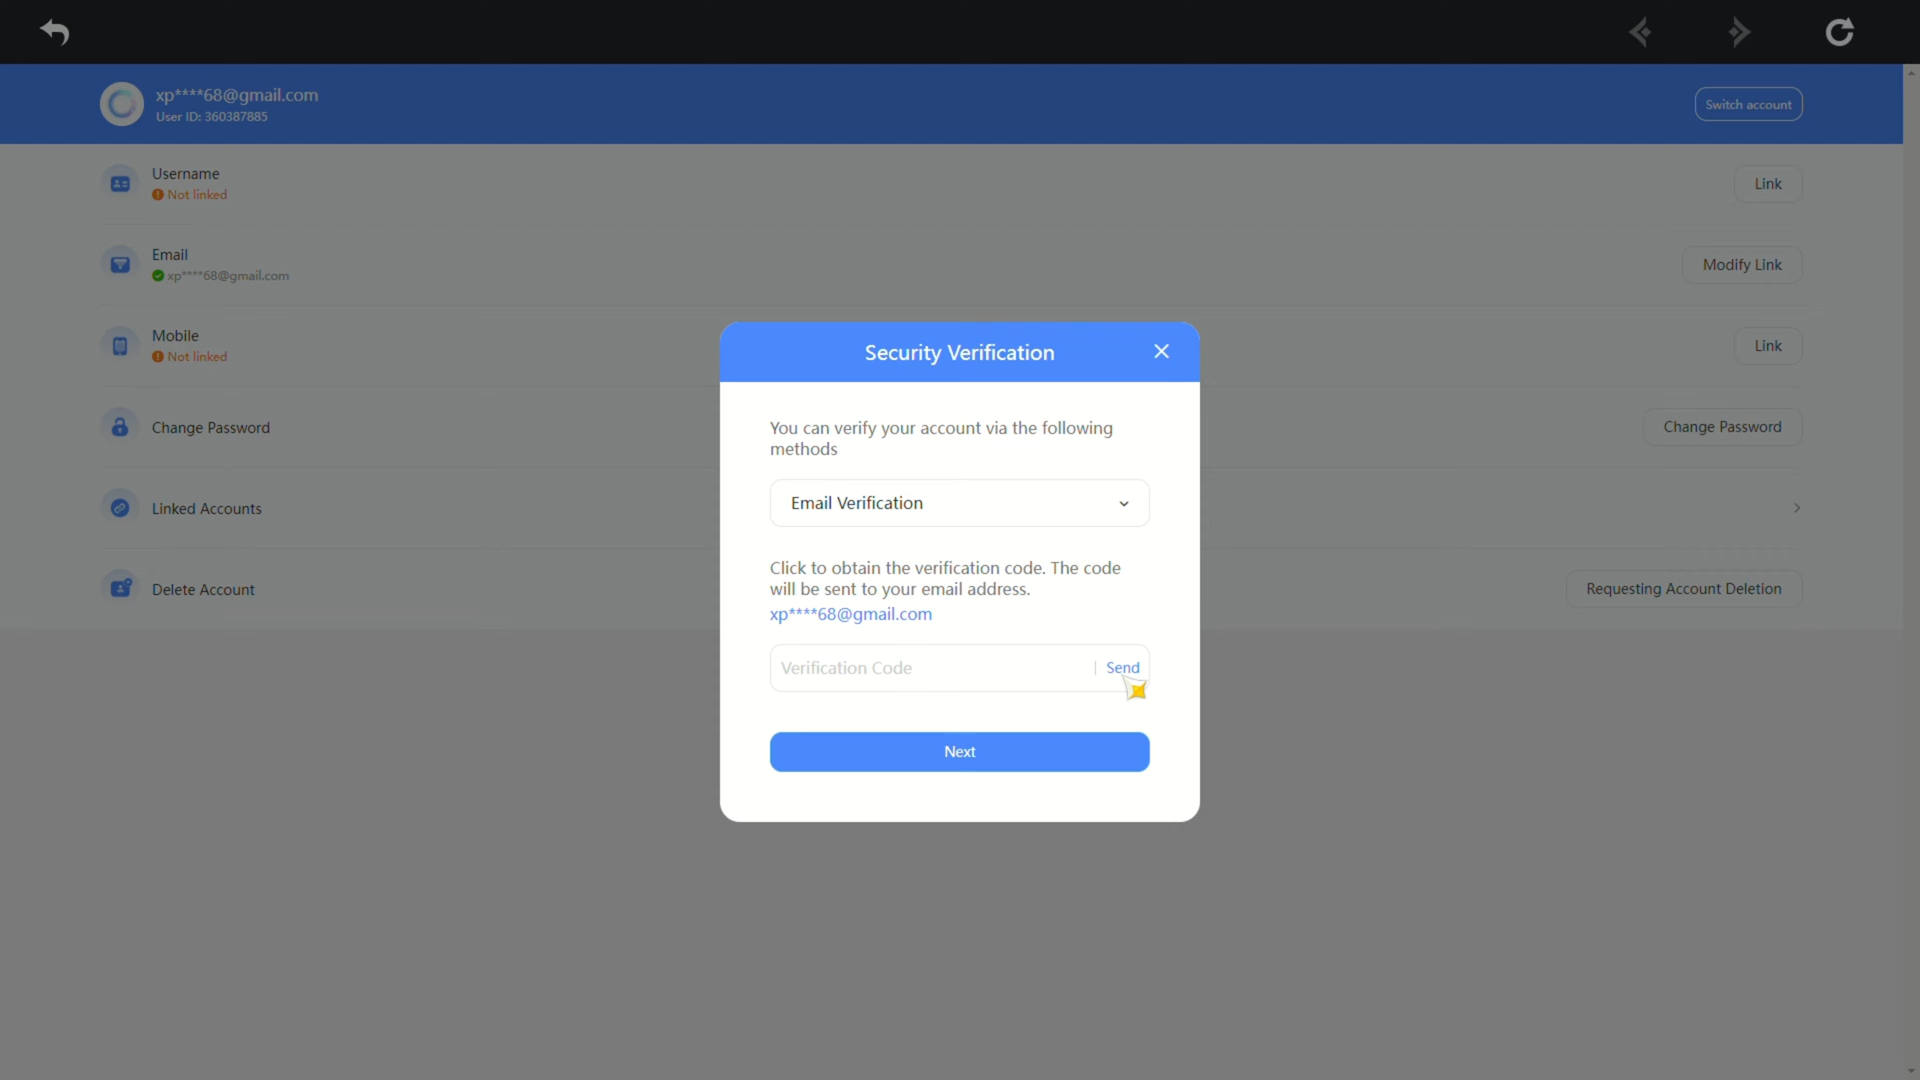 xp****68@gmail.com
User ID: 360387885
Switch account
Username
Not linked
Link
Email
xp****68@gmail.com
Modify Link
Mobile
Not linked
Link
Change Password
Change Password
Linked Accounts
Delete Account
Requesting Account Deletion
Security Verification
You can verify your account via the following
methods
Email Verification
Click to obtain the verification code. The code
will be sent to your email address.
xp****68@gmail.com
Verification Code
Send
Next